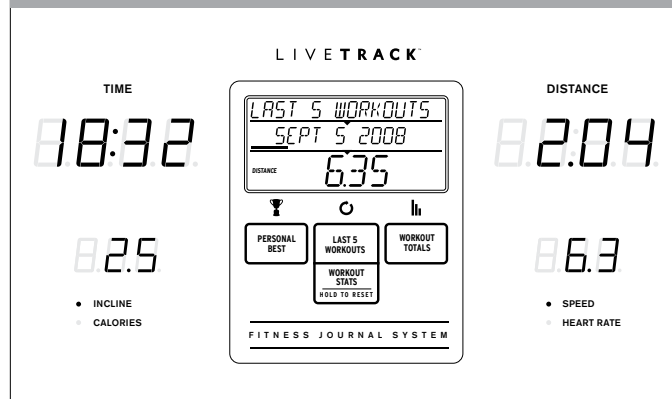 LIVETRACK™
TIME
18:32
2.5
INCLINE
CALORIES
LAST 5 WORKOUTS
SEPT 5 2008
DISTANCE 6.35
PERSONAL BEST
LAST 5 WORKOUTS
WORKOUT TOTALS
WORKOUT STATS
HOLD TO RESET
FITNESS JOURNAL SYSTEM
DISTANCE
2.04
6.3
SPEED
HEART RATE